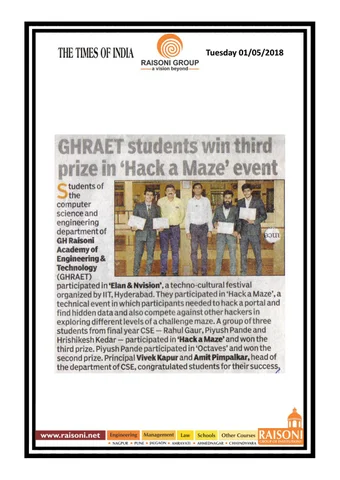 THE TIMES OF INDIA
RAISONI GROUP
a vision beyond
Tuesday 01/05/2018
GHRAET students win third
prize in ‘Hack a Maze’ event
Students of
the
computer
science and
engineering
department of
GH Raisoni
Academy of
Engineering &
Technology
(GHRAET)
participated in ‘Elan & Nvision’, a techno-cultural festival
organized by IIT, Hyderabad. They participated in ‘Hack a Maze’, a
technical event in which participants needed to hack a portal and
find hidden data and also compete against other hackers in
exploring different levels of a challenge maze. A group of three
students from final year CSE — Rahul Gaur, Piyush Pande and
Hrishikesh Kedar — participated in ‘Hack a Maze’ and won the
third prize. Piyush Pande participated in ‘Octaves’ and won the
second prize. Principal Vivek Kapur and Amit Pimpalkar, head of
the department of CSE, congratulated students for their success.
www.raisoni.net
Engineering Management Law Schools Other Courses
RAISONI
• NAGPUR • PUNE • JALGAON • AMRAVATI • AHMEDNAGAR • CHHINDWARA